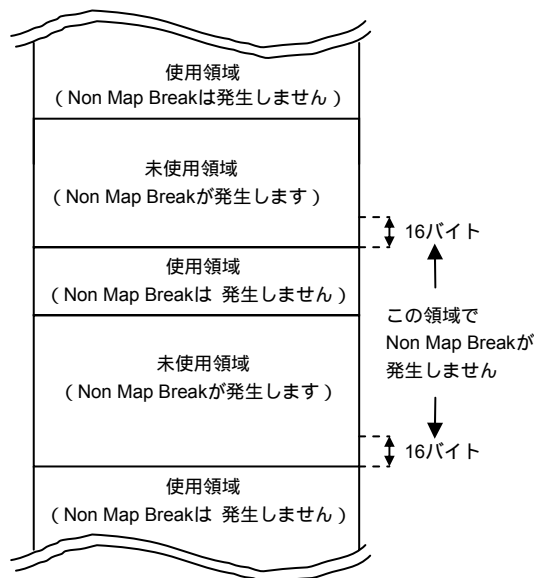 使用領域
（Non Map Breakは発生しません）
未使用領域
（Non Map Breakが発生します）
16バイト
使用領域
（Non Map Breakは 発生しません）
この領域で
Non Map Breakが
発生しません
未使用領域
（Non Map Breakが発生します）
16バイト
使用領域
（Non Map Breakは 発生しません）